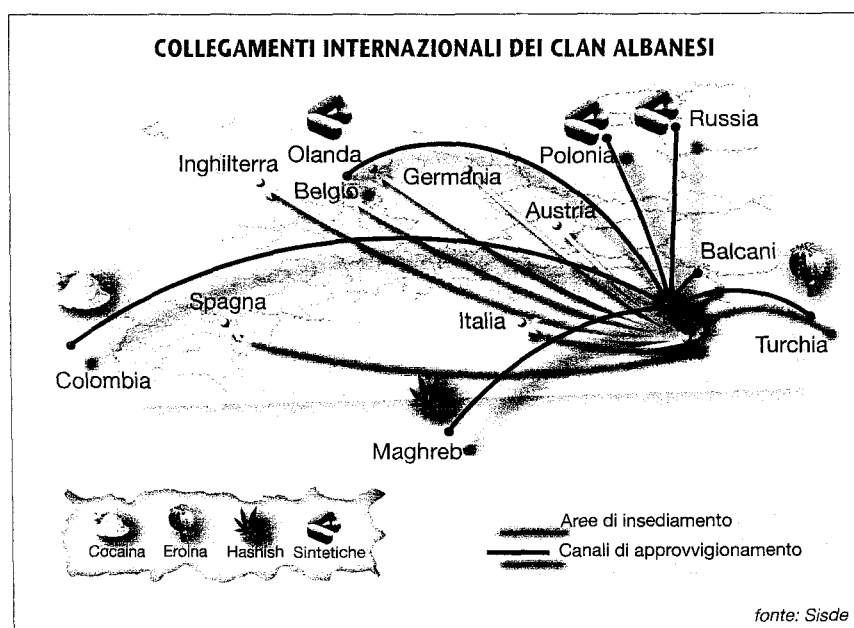 COLLEGAMENTI INTERNAZIONALI DEI CLAN ALBANESI
Russia
Inghilterra
Olanda
Polonia
Germania
Belgio
Austria
Balcani
Spagna
Italia
Turchia
Colombia
Maghreb
Cocaina Eroina Hashish Sintetiche
Aree di insediamento
Canali di approvvigionamento
fonte: Sisde